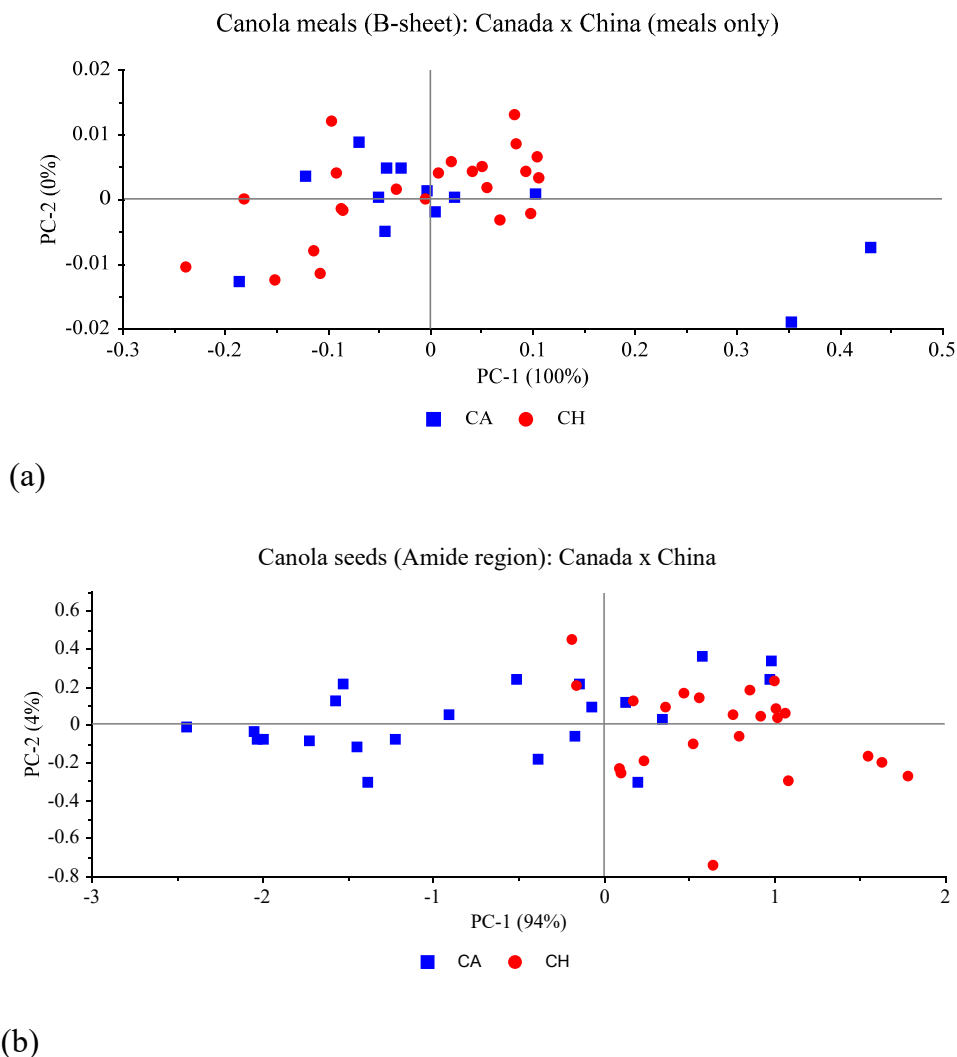 Canola meals (B-sheet): Canada x China (meals only)
0.02
0.01
0
-0.01
-0.02
PC-2 (0%)
-0.3 -0.2 -0.1 0 0.1 0.2 0.3 0.4 0.5
PC-1 (100%)
CA CH
(a)
Canola seeds (Amide region): Canada x China
0.6
0.4
0.2
0
-0.2
-0.4
-0.6
-0.8
PC-2 (4%)
-3 -2 -1 0 1 2
PC-1 (94%)
CA CH
(b)